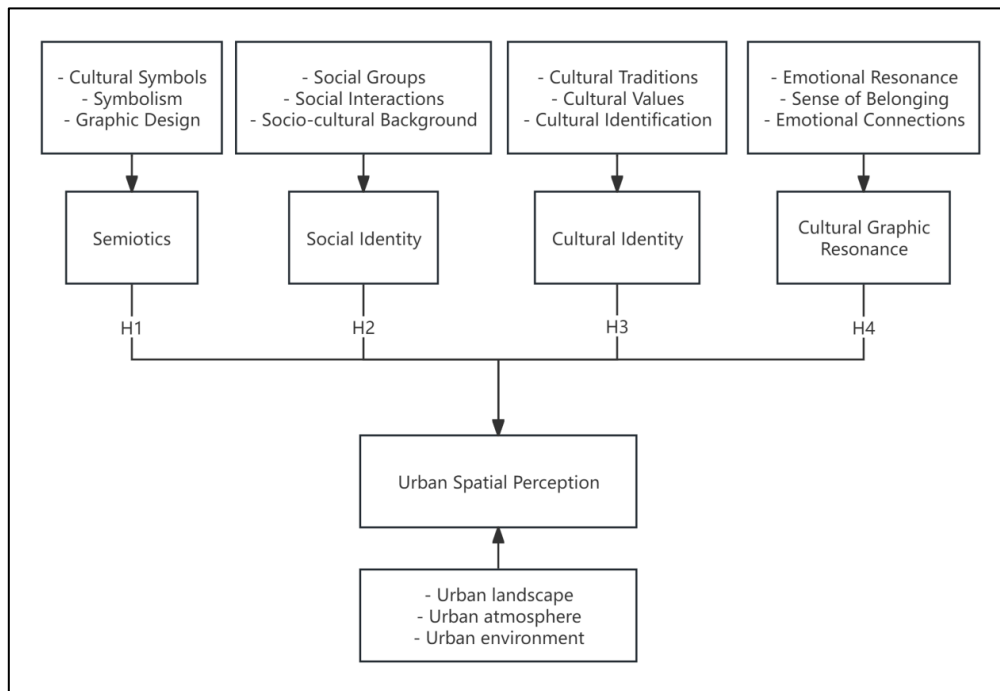 - Cultural Symbols
- Symbolism
- Graphic Design
- Social Groups
- Social Interactions
- Socio-cultural Background
- Cultural Traditions
- Cultural Values
- Cultural Identification
- Emotional Resonance
- Sense of Belonging
- Emotional Connections
Semiotics
Social Identity
Cultural Identity
Cultural Graphic
Resonance
H1
H2
H3
H4
Urban Spatial Perception
- Urban landscape
- Urban atmosphere
- Urban environment